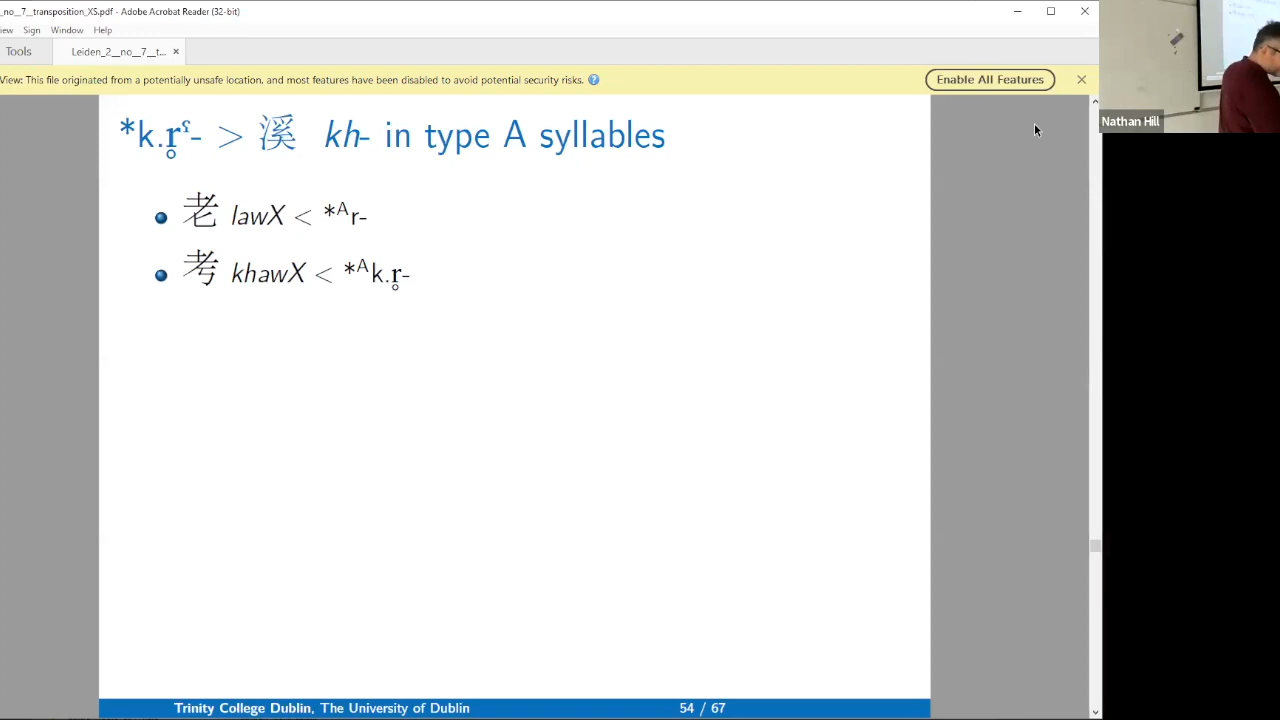 _no__7__transposition_XS.pdf - Adobe Acrobat Reader (32-bit)
iew Sign Window Help
Tools Leiden_2__no__7__t... ×
View: This file originated from a potentially unsafe location, and most features have been disabled to avoid potential security risks. ? Enable All Features
Nathan Hill
*k.r̥ˤ- > 溪 kh- in type A syllables
老 lawX < *ᴬr-
考 khawX < *ᴬk.r̥-
Trinity College Dublin, The University of Dublin 54 / 67